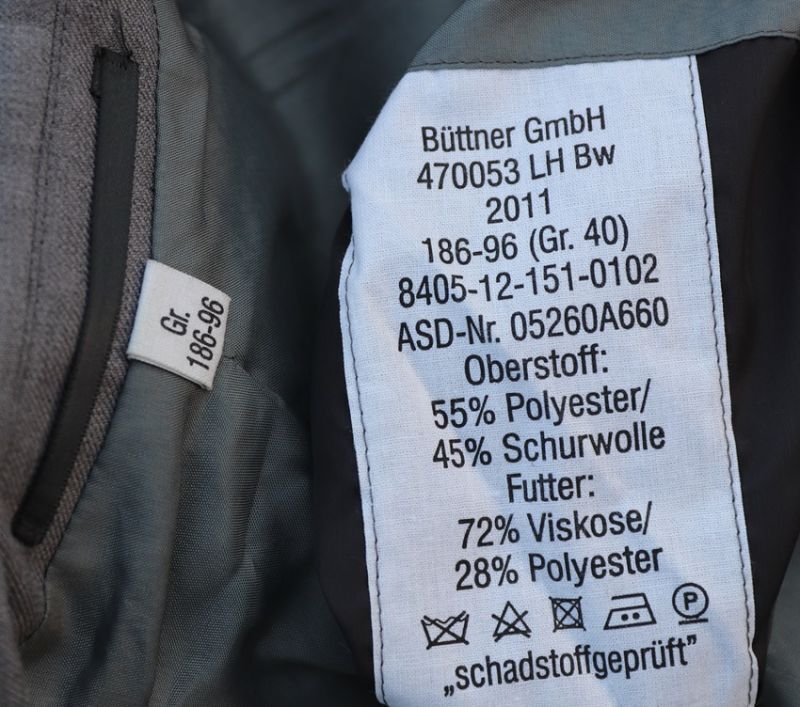 Gr.
186-96
Büttner GmbH
470053 LH Bw
2011
186-96 (Gr. 40)
8405-12-151-0102
ASD-Nr. 05260A660
Oberstoff:
55% Polyester/
45% Schurwolle
Futter:
72% Viskose/
28% Polyester
P
„schadstoffgeprüft”